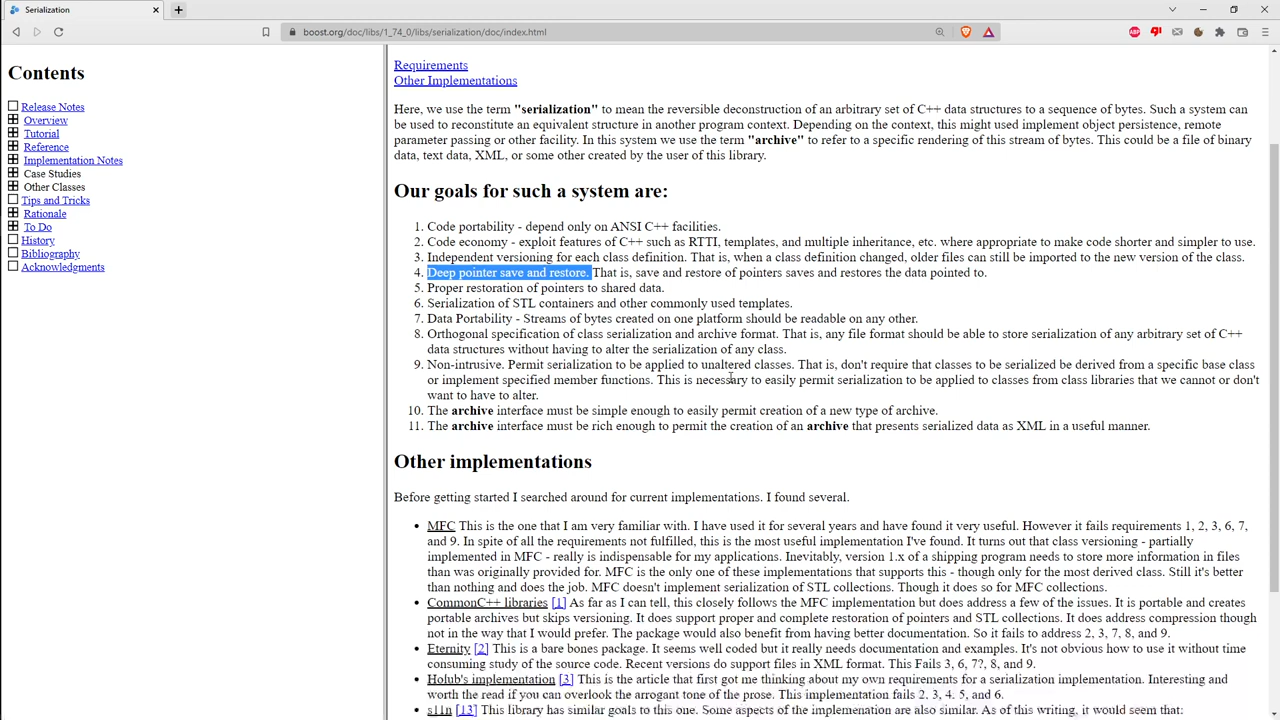 Serialization
boost.org/doc/libs/1_74_0/libs/serialization/doc/index.html
Contents
Release Notes
Overview
Tutorial
Reference
Implementation Notes
Case Studies
Other Classes
Tips and Tricks
Rationale
To Do
History
Bibliography
Acknowledgments
Requirements
Other Implementations
Here, we use the term "serialization" to mean the reversible deconstruction of an arbitrary set of C++ data structures to a sequence of bytes. Such a system can
be used to reconstitute an equivalent structure in another program context. Depending on the context, this might used implement object persistence, remote
parameter passing or other facility. In this system we use the term "archive" to refer to a specific rendering of this stream of bytes. This could be a file of binary
data, text data, XML, or some other created by the user of this library.
Our goals for such a system are:
1. Code portability - depend only on ANSI C++ facilities.
2. Code economy - exploit features of C++ such as RTTI, templates, and multiple inheritance, etc. where appropriate to make code shorter and simpler to use.
3. Independent versioning for each class definition. That is, when a class definition changed, older files can still be imported to the new version of the class.
4. Deep pointer save and restore. That is, save and restore of pointers saves and restores the data pointed to.
5. Proper restoration of pointers to shared data.
6. Serialization of STL containers and other commonly used templates.
7. Data Portability - Streams of bytes created on one platform should be readable on any other.
8. Orthogonal specification of class serialization and archive format. That is, any file format should be able to store serialization of any arbitrary set of C++
data structures without having to alter the serialization of any class.
9. Non-intrusive. Permit serialization to be applied to unaltered classes. That is, don't require that classes to be serialized be derived from a specific base class
or implement specified member functions. This is necessary to easily permit serialization to be applied to classes from class libraries that we cannot or don't
want to have to alter.
10. The archive interface must be simple enough to easily permit creation of a new type of archive.
11. The archive interface must be rich enough to permit the creation of an archive that presents serialized data as XML in a useful manner.
Other implementations
Before getting started I searched around for current implementations. I found several.
• MFC This is the one that I am very familiar with. I have used it for several years and have found it very useful. However it fails requirements 1, 2, 3, 6, 7,
and 9. In spite of all the requirements not fulfilled, this is the most useful implementation I've found. It turns out that class versioning - partially
implemented in MFC - really is indispensable for my applications. Inevitably, version 1.x of a shipping program needs to store more information in files
than was originally provided for. MFC is the only one of these implementations that supports this - though only for the most derived class. Still it's better
than nothing and does the job. MFC doesn't implement serialization of STL collections. Though it does so for MFC collections.
• CommonC++ libraries [1] As far as I can tell, this closely follows the MFC implementation but does address a few of the issues. It is portable and creates
portable archives but skips versioning. It does support proper and complete restoration of pointers and STL collections. It does address compression though
not in the way that I would prefer. The package would also benefit from having better documentation. So it fails to address 2, 3, 7, 8, and 9.
• Eternity [2] This is a bare bones package. It seems well coded but it really needs documentation and examples. It's not obvious how to use it without time
consuming study of the source code. Recent versions do support files in XML format. This Fails 3, 6, 7?, 8, and 9.
• Holub's implementation [3] This is the article that first got me thinking about my own requirements for a serialization implementation. Interesting and
worth the read if you can overlook the arrogant tone of the prose. This implementation fails 2, 3, 4, 5, and 6.
• s11n [13] This library has similar goals to this one. Some aspects of the implemenation are also similar. As of this writing, it would seem that: